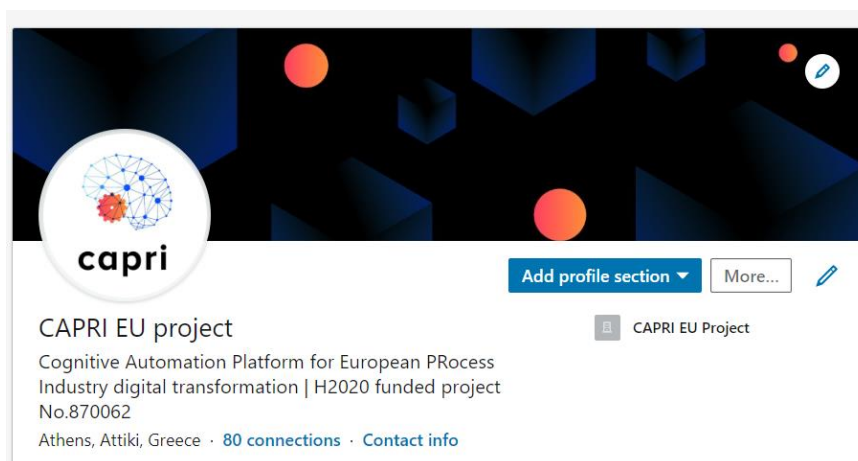 capri
Add profile section
More...
CAPRI EU project
CAPRI EU Project
Cognitive Automation Platform for European PRocess
Industry digital transformation | H2020 funded project
No.870062
Athens, Attiki, Greece · 80 connections · Contact info